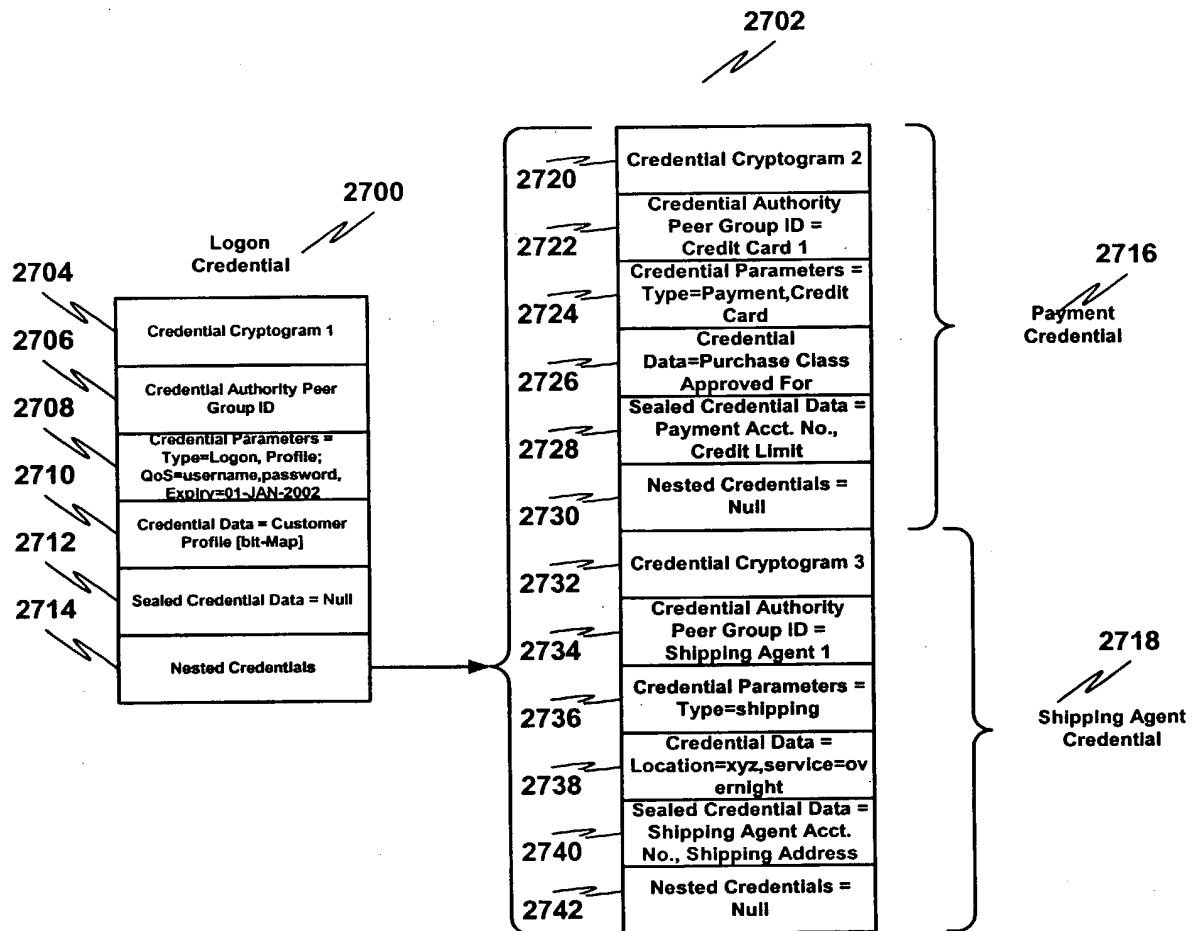 2702
2700
Logon
Credential
2704
Credential Cryptogram 1
2706
Credential Authority Peer
Group ID
2708
Credential Parameters =
Type=Logon, Profile;
QoS=username,password,
Expiry=01-JAN-2002
2710
Credential Data = Customer
Profile [bit-Map]
2712
Sealed Credential Data = Null
2714
Nested Credentials
2720
Credential Cryptogram 2
2722
Credential Authority
Peer Group ID =
Credit Card 1
2724
Credential Parameters =
Type=Payment,Credit
Card
2726
Credential
Data=Purchase Class
Approved For
2728
Sealed Credential Data =
Payment Acct. No.,
Credit Limit
2730
Nested Credentials =
Null
2716
Payment
Credential
2732
Credential Cryptogram 3
2734
Credential Authority
Peer Group ID =
Shipping Agent 1
2736
Credential Parameters =
Type=shipping
2738
Credential Data =
Location=xyz,service=ov
ernight
2740
Sealed Credential Data =
Shipping Agent Acct.
No., Shipping Address
2742
Nested Credentials =
Null
2718
Shipping Agent
Credential